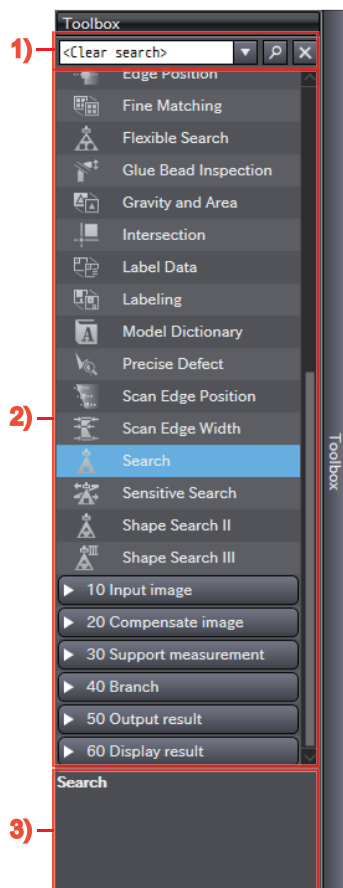 Toolbox
1)
<Clear search>
Edge Position
Fine Matching
Flexible Search
Glue Bead Inspection
Gravity and Area
Intersection
Label Data
Labeling
Model Dictionary
Precise Defect
Scan Edge Position
2)
Scan Edge Width
Search
Sensitive Search
Shape Search II
Shape Search III
10 Input image
20 Compensate image
30 Support measurement
40 Branch
50 Output result
60 Display result
Toolbox
Search
3)